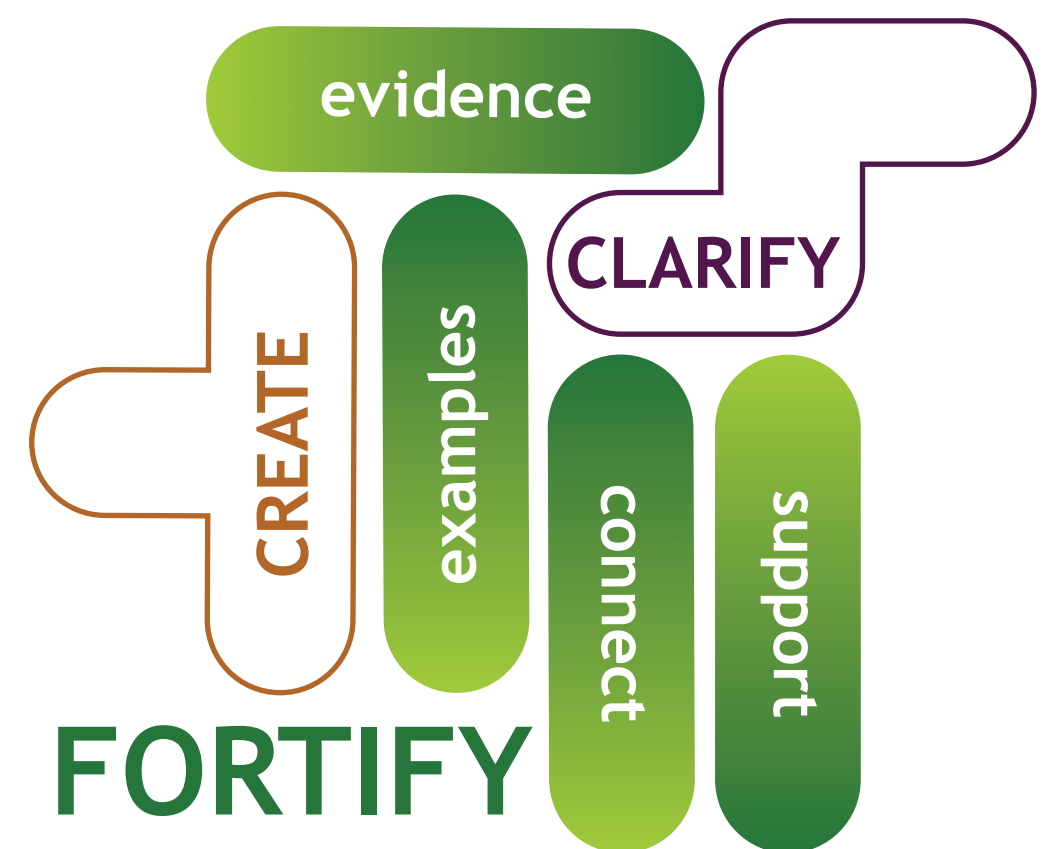 evidence
CLARIFY
CREATE
examples
connect
support
FORTIFY